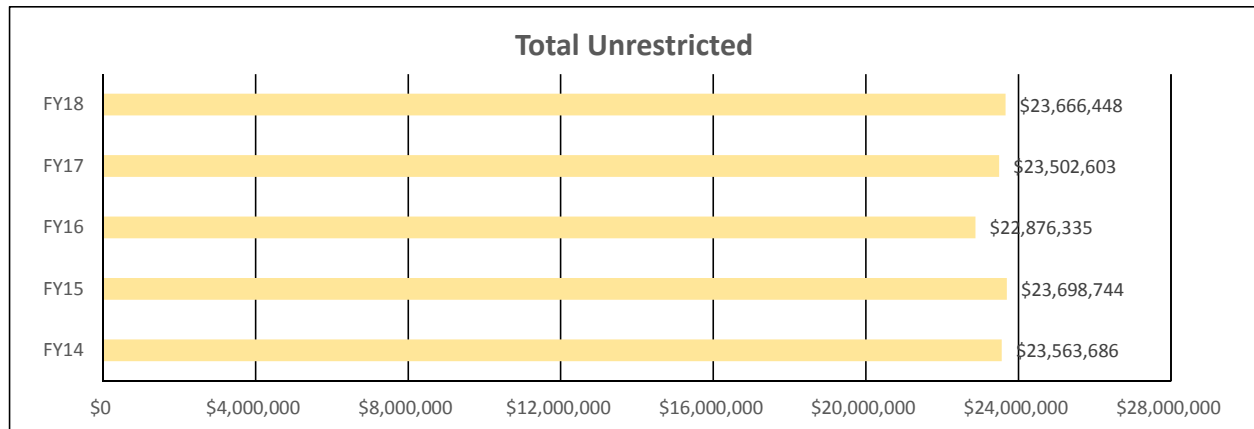 Total Unrestricted
FY18 $23,666,448
FY17 $23,502,603
FY16 $22,876,335
FY15 $23,698,744
FY14 $23,563,686
$0 $4,000,000 $8,000,000 $12,000,000 $16,000,000 $20,000,000 $24,000,000 $28,000,000